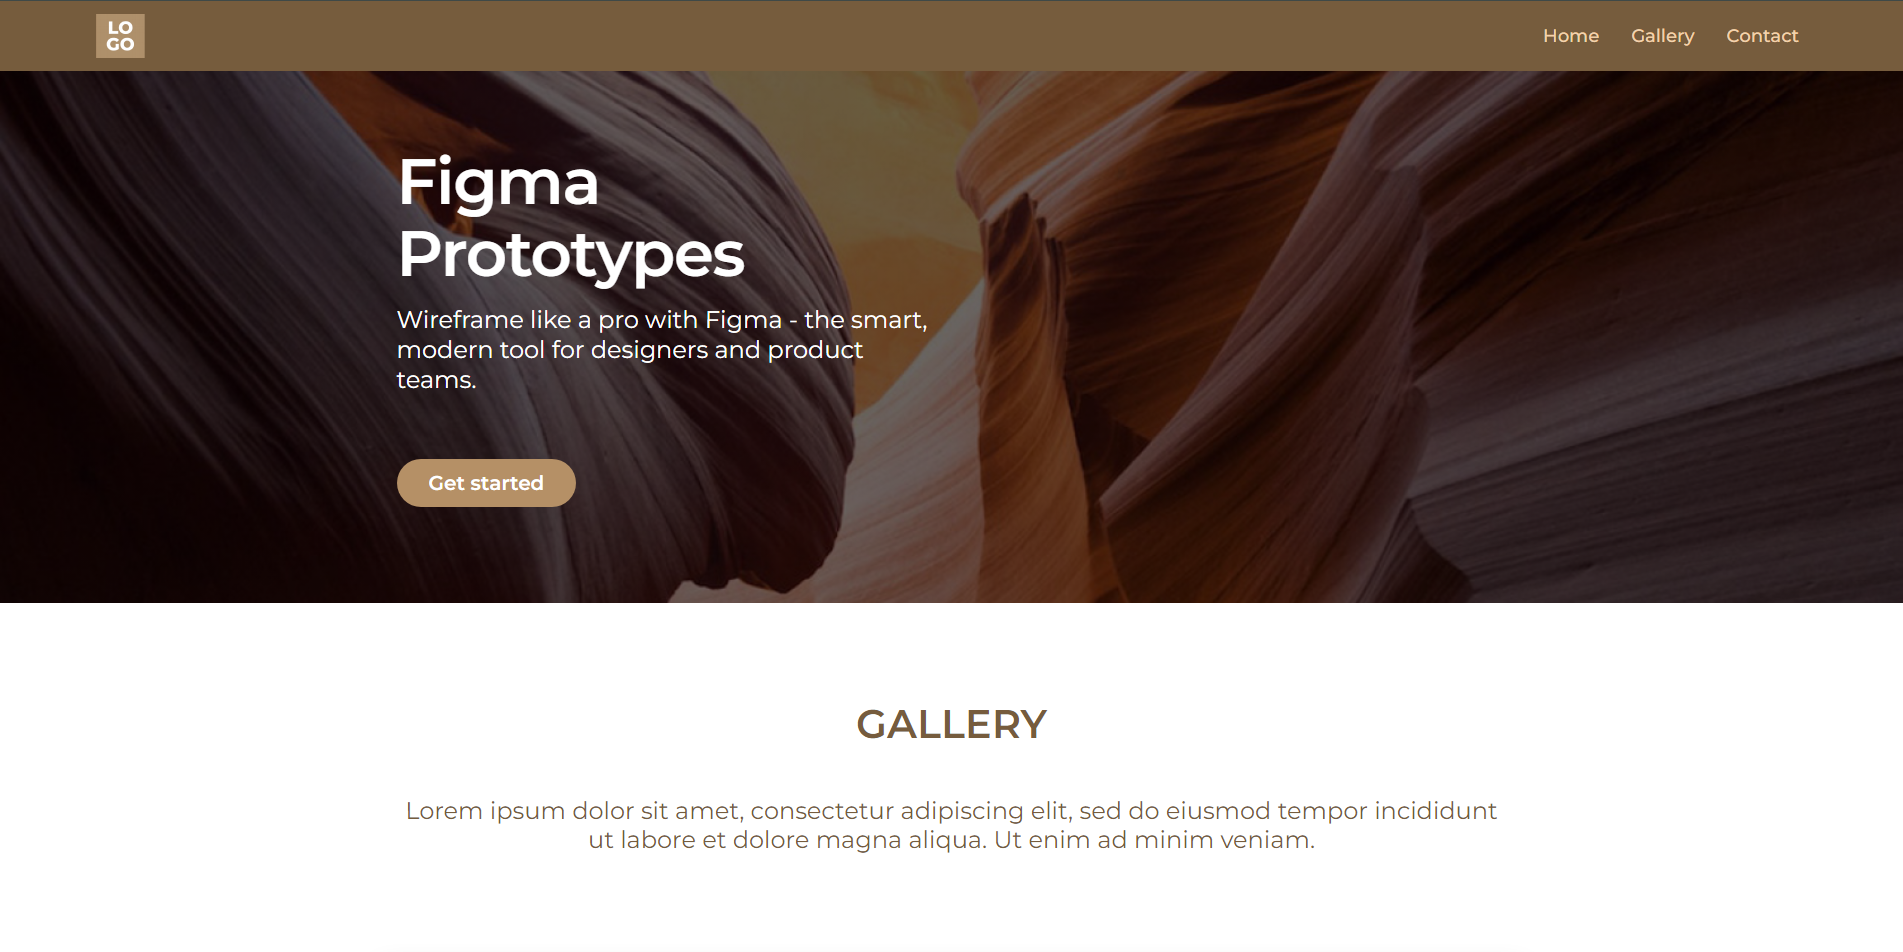 LO
GO
Home Gallery Contact
Figma
Prototypes
Wireframe like a pro with Figma - the smart,
modern tool for designers and product
teams.
Get started
GALLERY
Lorem ipsum dolor sit amet, consectetur adipiscing elit, sed do eiusmod tempor incididunt
ut labore et dolore magna aliqua. Ut enim ad minim veniam.